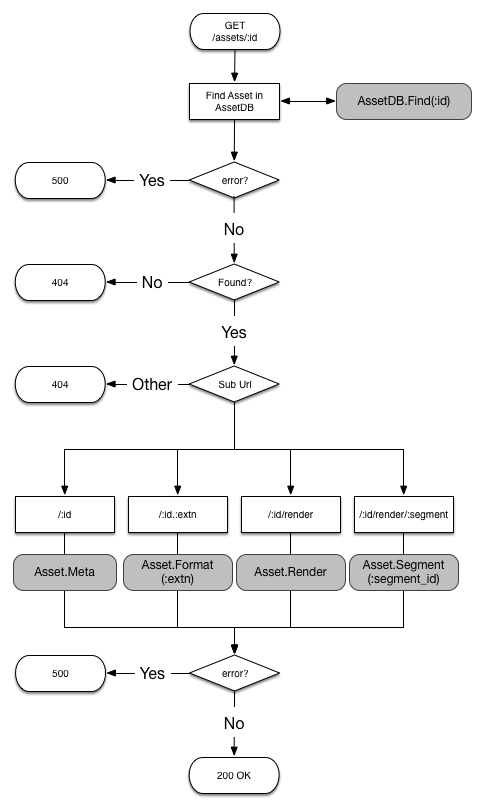 GET
/assets/:id
Find Asset in
AssetDB
AssetDB.Find(:id)
500
Yes
error?
No
404
No
Found?
Yes
404
Other
Sub Url
/:id
/:id.:extn
/:id/render
/:id/render/:segment
Asset.Meta
Asset.Format
(:extn)
Asset.Render
Asset.Segment
(:segment_id)
500
Yes
error?
No
200 OK